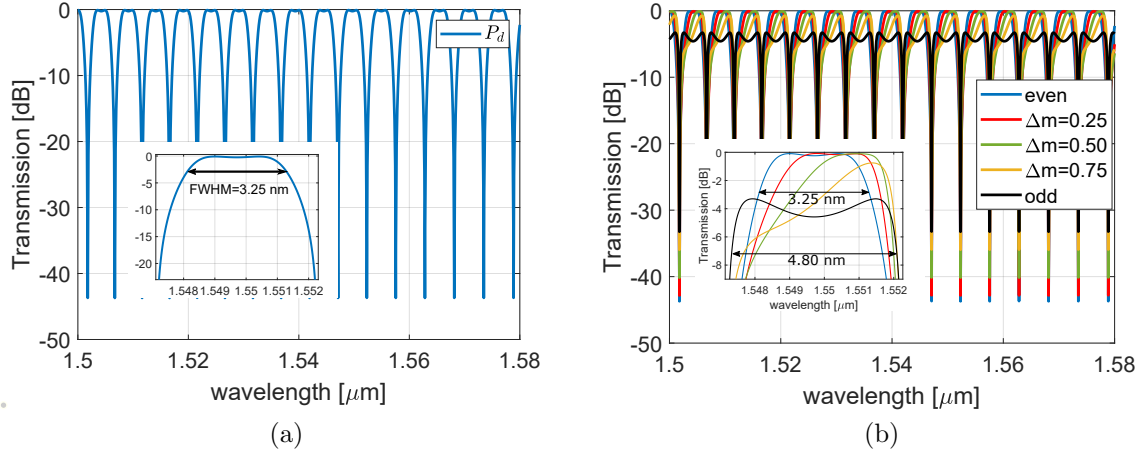 0
-10
-20
-30
-40
-50
1.5
1.52
1.54
1.56
1.58
Transmission [dB]
wavelength [μm]
P_d
0
-5
-10
-15
-20
1.548
1.549
1.55
1.551
1.552
FWHM=3.25 nm
(a)
0
-10
-20
-30
-40
-50
1.5
1.52
1.54
1.56
1.58
Transmission [dB]
wavelength [μm]
even
Δm=0.25
Δm=0.50
Δm=0.75
odd
0
-2
-4
-6
-8
1.548
1.549
1.55
1.551
1.552
Transmission [dB]
wavelength [μm]
3.25 nm
4.80 nm
(b)